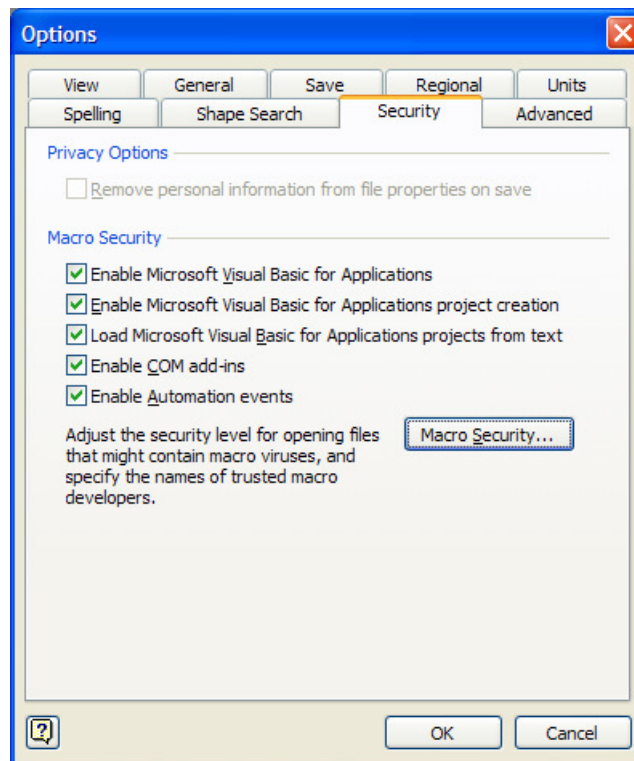 Options
View General Save Regional Units
Spelling Shape Search Security Advanced
Privacy Options
Remove personal information from file properties on save
Macro Security
Enable Microsoft Visual Basic for Applications
Enable Microsoft Visual Basic for Applications project creation
Load Microsoft Visual Basic for Applications projects from text
Enable COM add-ins
Enable Automation events
Adjust the security level for opening files
that might contain macro viruses, and
specify the names of trusted macro
developers.
Macro Security...
OK Cancel